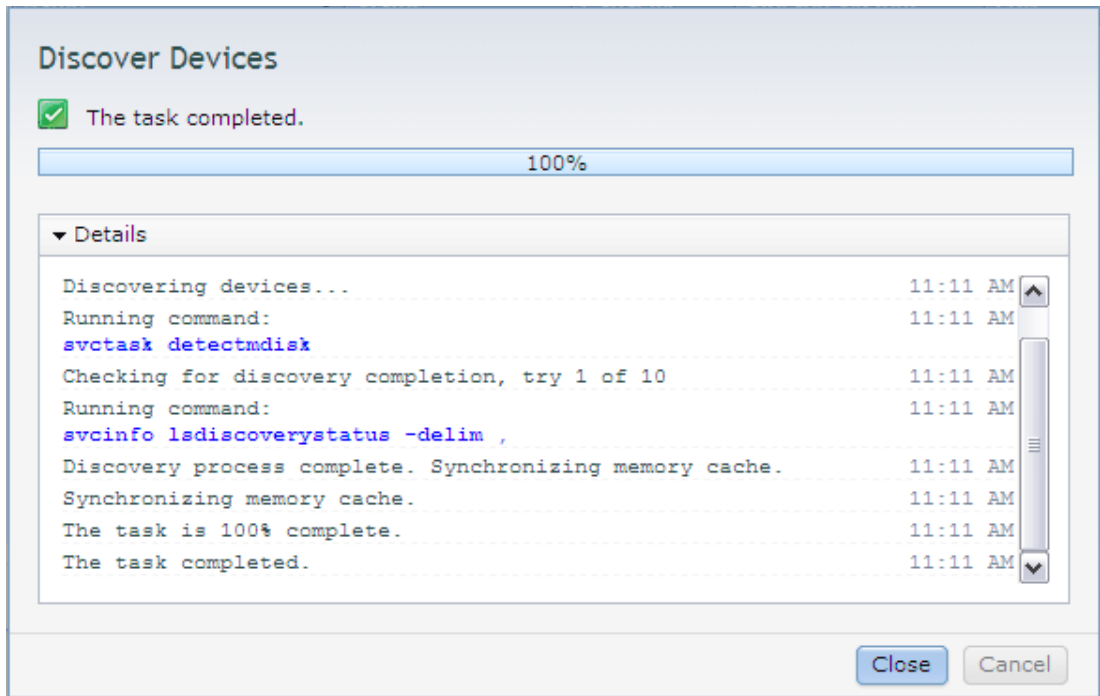 Discover Devices
The task completed.
100%
Details
Discovering devices... 11:11 AM
Running command: 11:11 AM
svctask detectmdisk
Checking for discovery completion, try 1 of 10 11:11 AM
Running command: 11:11 AM
svcinfo lsdiscoverystatus -delim ,
Discovery process complete. Synchronizing memory cache. 11:11 AM
Synchronizing memory cache. 11:11 AM
The task is 100% complete. 11:11 AM
The task completed. 11:11 AM
Close Cancel